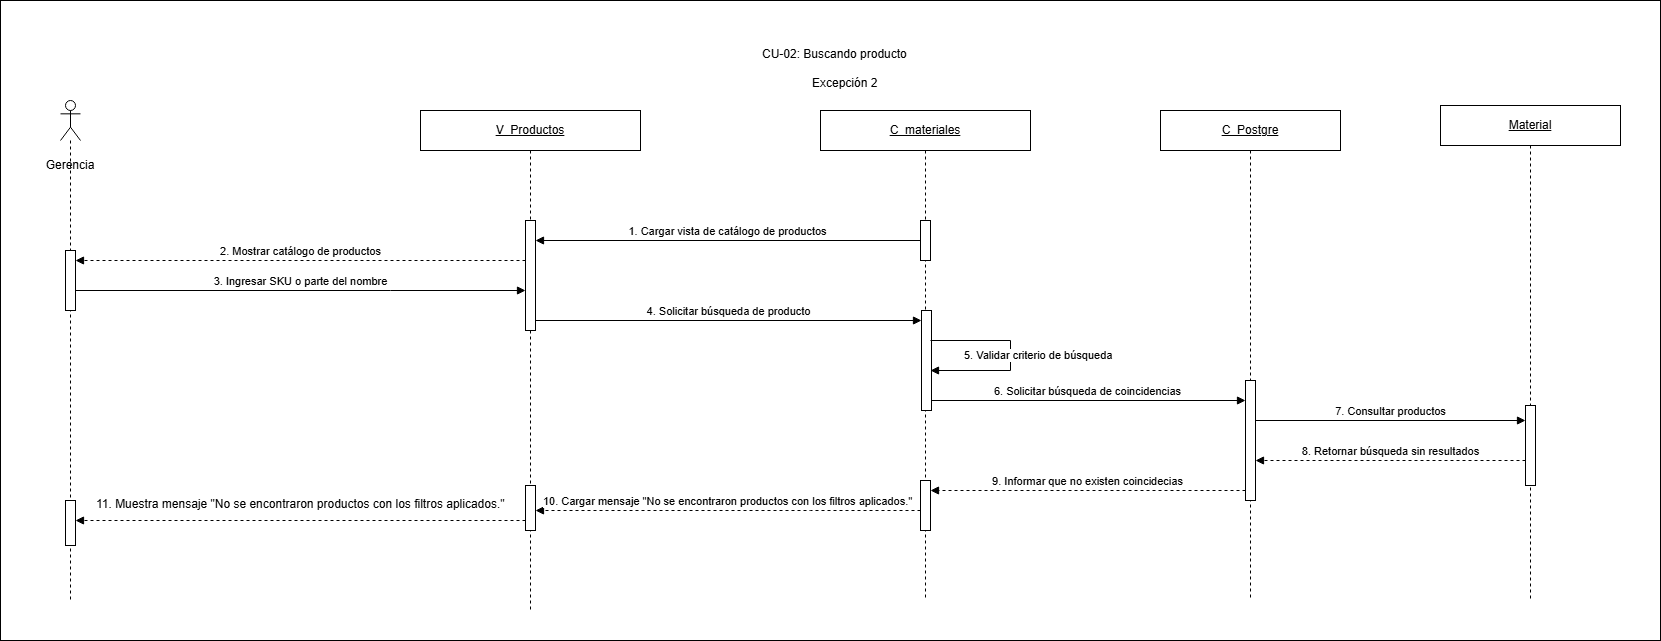 CU-02: Buscando producto
Excepción 2
Gerencia
V_Productos
C_materiales
C_Postgre
Material
1. Cargar vista de catálogo de productos
2. Mostrar catálogo de productos
3. Ingresar SKU o parte del nombre
4. Solicitar búsqueda de producto
5. Validar criterio de búsqueda
6. Solicitar búsqueda de coincidencias
7. Consultar productos
8. Retornar búsqueda sin resultados
9. Informar que no existen coincidecias
10. Cargar mensaje "No se encontraron productos con los filtros aplicados."
11. Muestra mensaje "No se encontraron productos con los filtros aplicados."